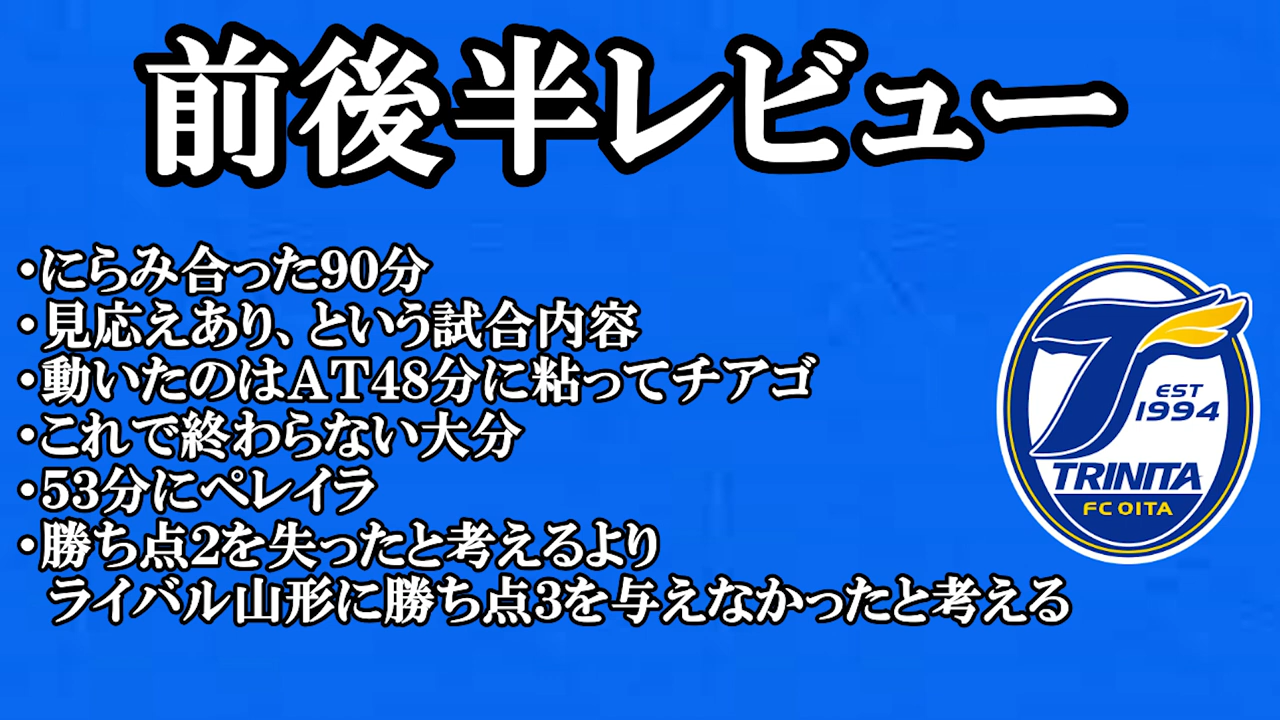 前後半レビュー
・にらみ合った90分
・見応えあり、という試合内容
・動いたのはAT48分に粘ってチアゴ
・これで終わらない大分
・53分にペレイラ
・勝ち点2を失ったと考えるより
ライバル山形に勝ち点3を与えなかったと考える
EST
1994
TRINITA
FC OITA